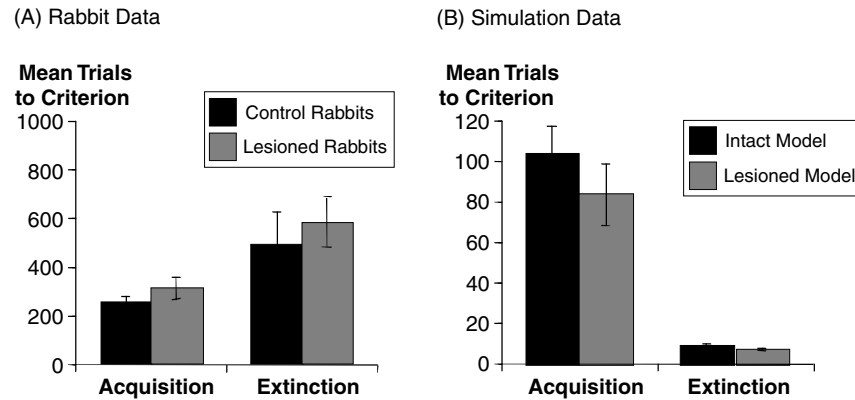 (A) Rabbit Data
Mean Trials
to Criterion
1000
800
600
400
200
0
Control Rabbits
Lesioned Rabbits
Acquisition
Extinction
(B) Simulation Data
Mean Trials
to Criterion
120
100
80
60
40
20
0
Intact Model
Lesioned Model
Acquisition
Extinction